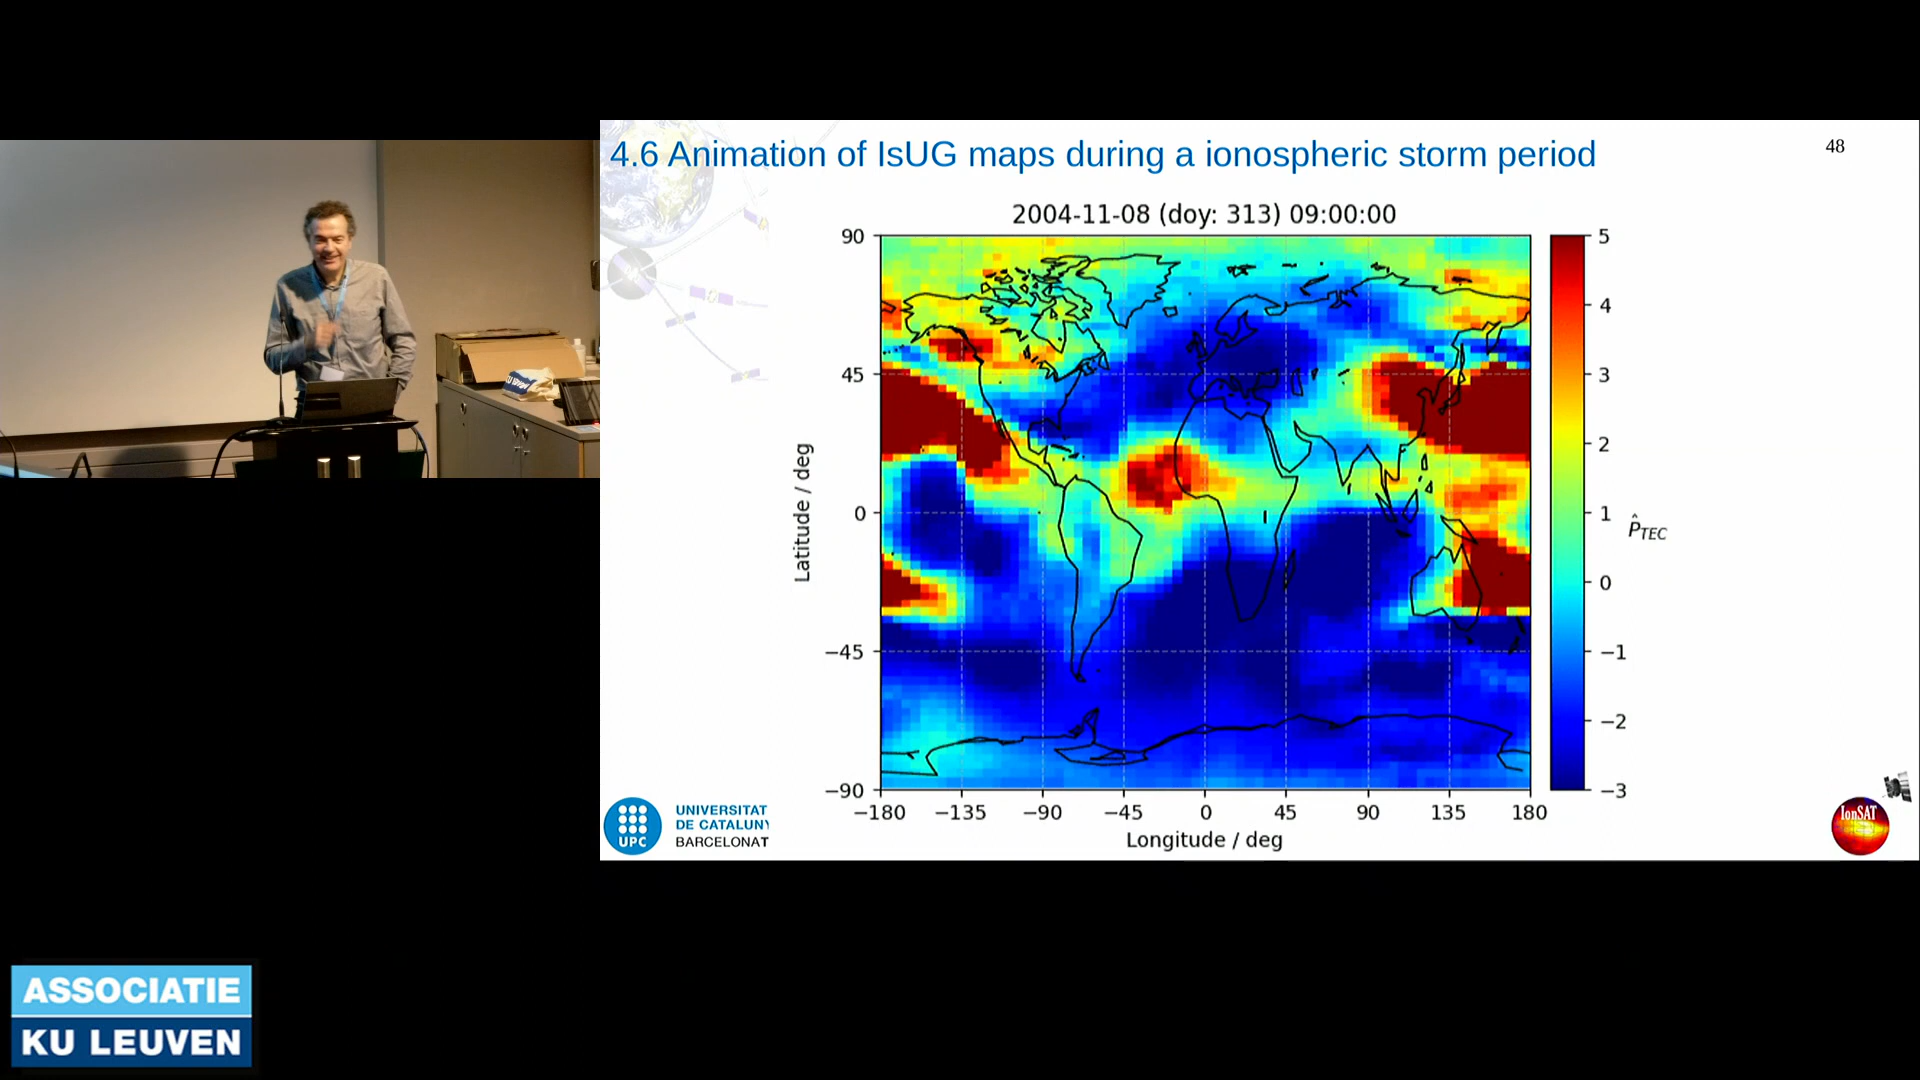 4.6 Animation of IsUG maps during a ionospheric storm period
48
2004-11-08 (doy: 313) 09:00:00
90
45
0
−45
−90
Latitude / deg
−180 −135 −90 −45 0 45 90 135 180
Longitude / deg
5
4
3
2
1
0
−1
−2
−3
P̂TEC
UPC
UNIVERSITAT
DE CATALUNY
BARCELONAT
IonSAT
ASSOCIATIE
KU LEUVEN